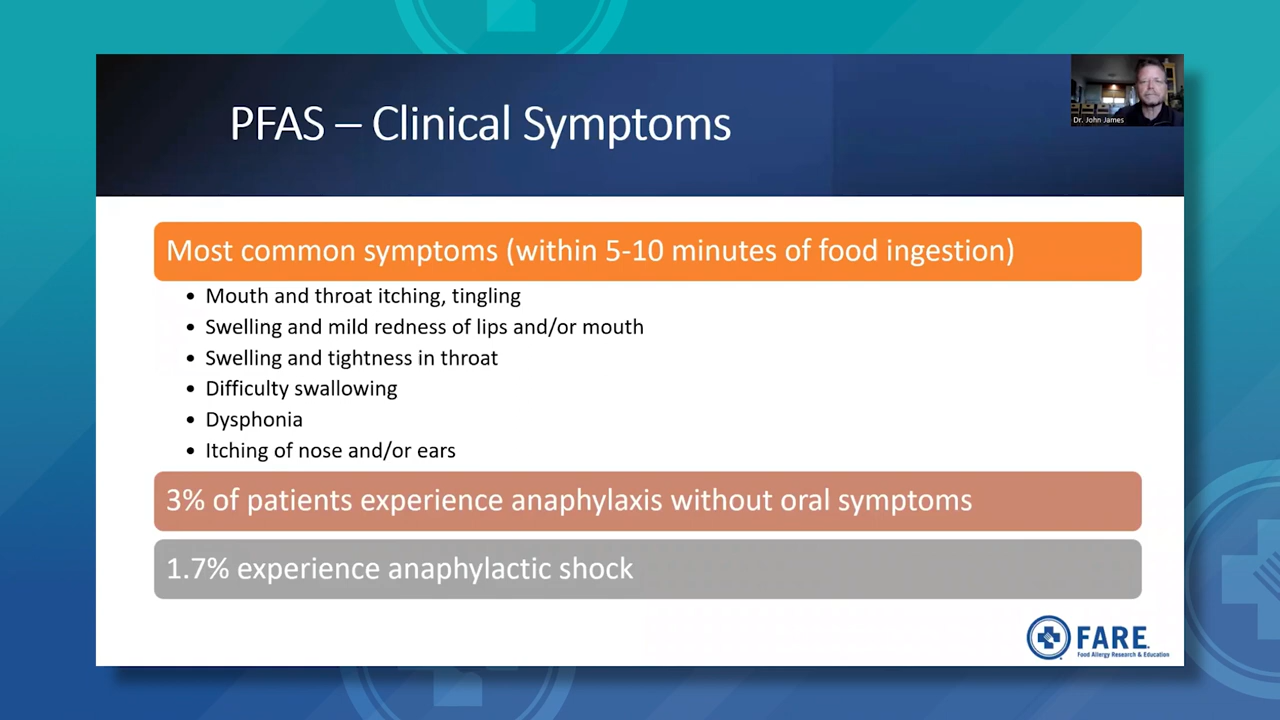 PFAS – Clinical Symptoms
Dr. John James
Most common symptoms (within 5-10 minutes of food ingestion)
• Mouth and throat itching, tingling
• Swelling and mild redness of lips and/or mouth
• Swelling and tightness in throat
• Difficulty swallowing
• Dysphonia
• Itching of nose and/or ears
3% of patients experience anaphylaxis without oral symptoms
1.7% experience anaphylactic shock
FARE
Food Allergy Research & Education